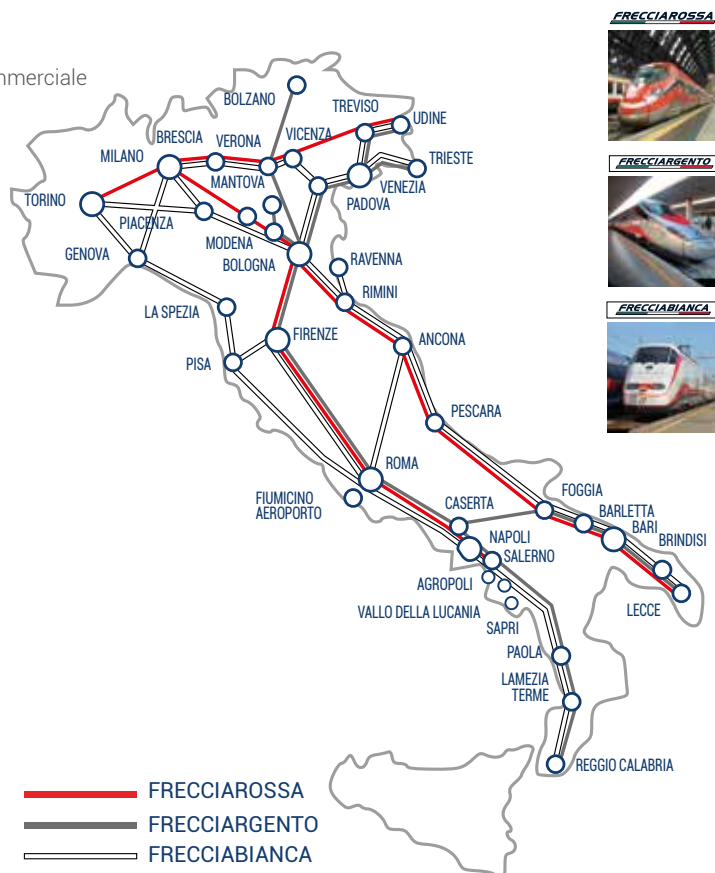 FRECCIAROSSA
mmerciale
BOLZANO
TREVISO
UDINE
BRESCIA
VERONA
VICENZA
MILANO
TRIESTE
MANTOVA
VENEZIA
TORINO
PADOVA
PIACENZA
MODENA
GENOVA
BOLOGNA
RAVENNA
RIMINI
LA SPEZIA
FIRENZE
ANCONA
PISA
PESCARA
ROMA
FIUMICINO
AEROPORTO
CASERTA
FOGGIA
BARLETTA
BARI
BRINDISI
NAPOLI
SALERNO
AGROPOLI
VALLO DELLA LUCANIA
LECCE
SAPRI
PAOLA
LAMEZIA
TERME
REGGIO CALABRIA
FRECCIARGENTO
FRECCIABIANCA
FRECCIAROSSA
FRECCIARGENTO
FRECCIABIANCA